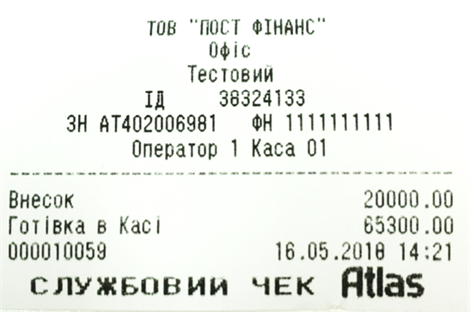 ТОВ "ПОСТ ФІНАНС"
Офіс
Тестовий
ІД 38324133
ЗН АТ402006981 ФН 1111111111
Оператор 1 Каса 01
Внесок 20000.00
Готівка в Касі 65300.00
000010059 16.05.2018 14:21
СЛУЖБОВИЙ ЧЕК Atlas